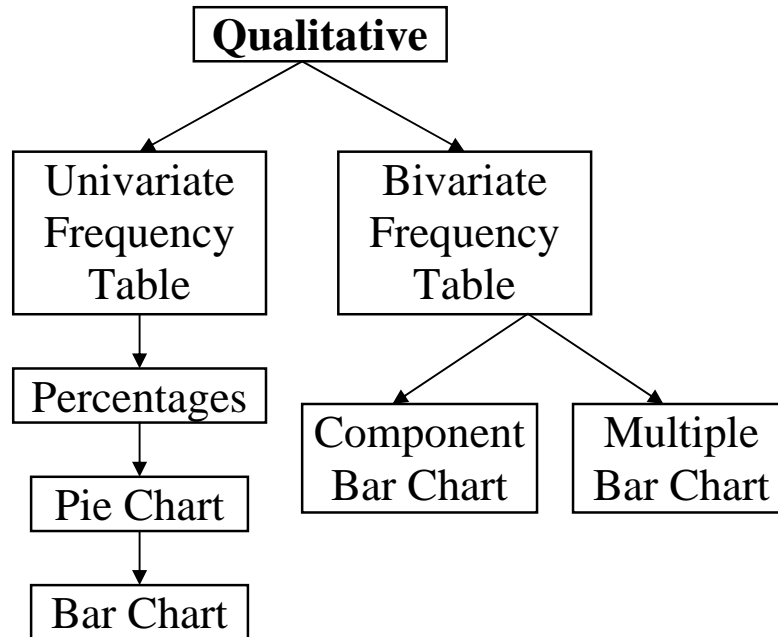 Qualitative
Univariate
Frequency
Table
Bivariate
Frequency
Table
Percentages
Pie Chart
Bar Chart
Component
Bar Chart
Multiple
Bar Chart